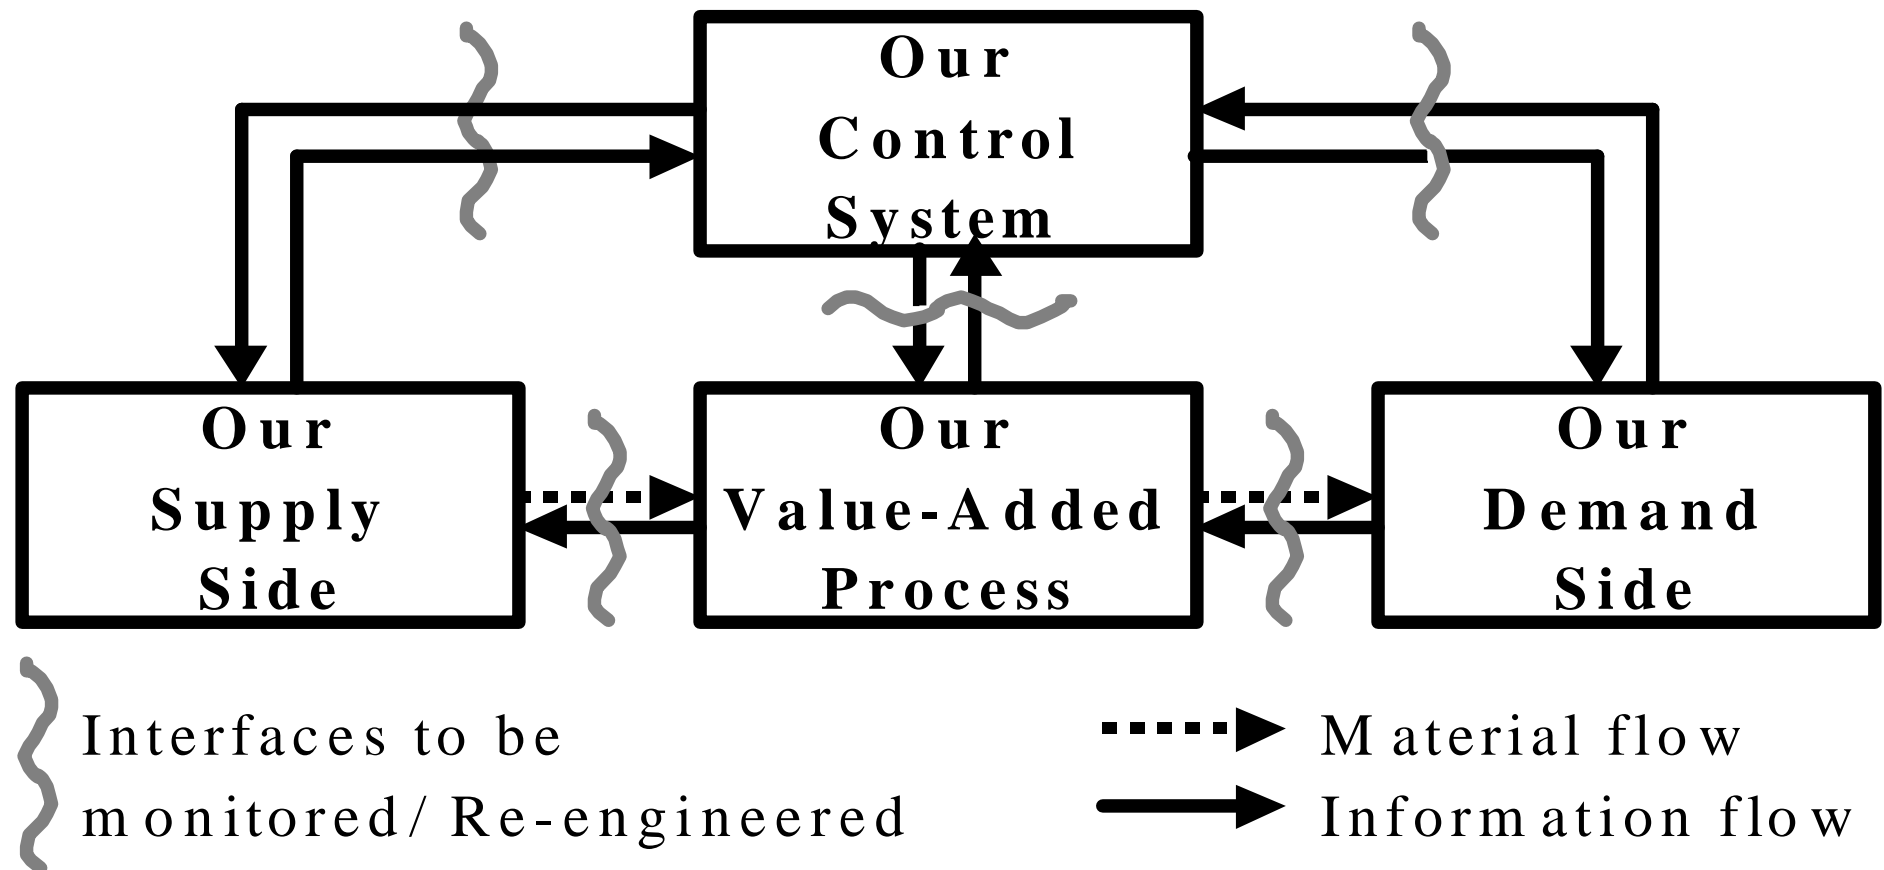 Our
Control
System
Our
Supply
Side
Our
Value-Added
Process
Our
Demand
Side
Interfaces to be
monitored/ Re-engineered
Material flow
Information flow